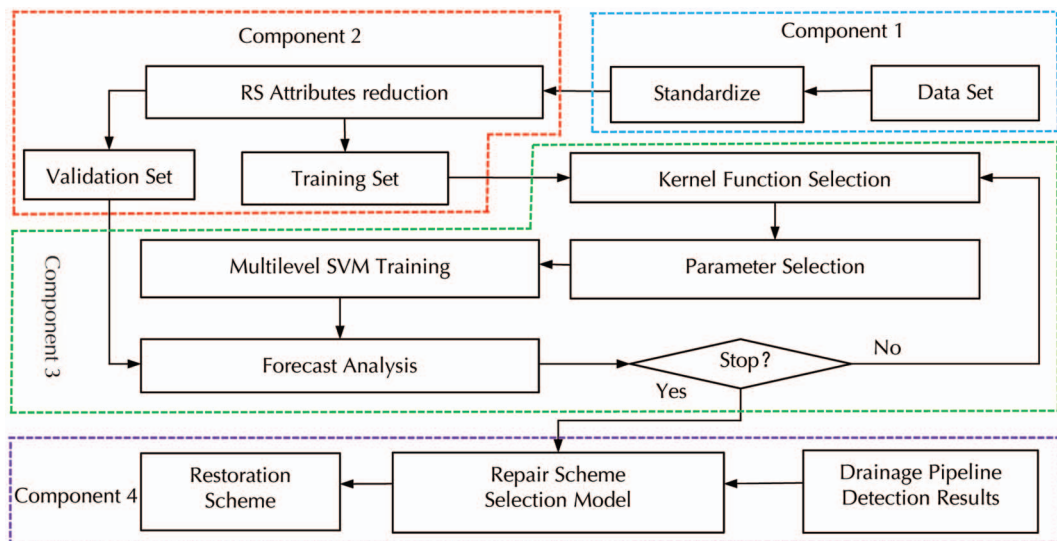 Component 2
Component 1
RS Attributes reduction
Standardize
Data Set
Validation Set
Training Set
Kernel Function Selection
Multilevel SVM Training
Parameter Selection
Component 3
Forecast Analysis
Stop?
No
Yes
Component 4
Restoration
Scheme
Repair Scheme
Selection Model
Drainage Pipeline
Detection Results